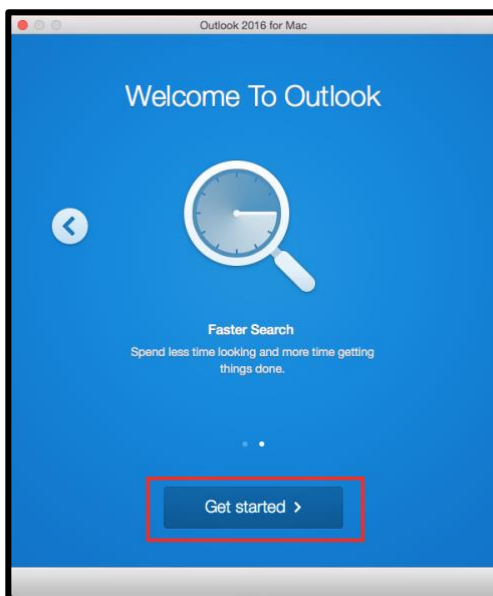 Outlook 2016 for Mac
Welcome To Outlook
Faster Search
Spend less time looking and more time getting
things done.
Get started >